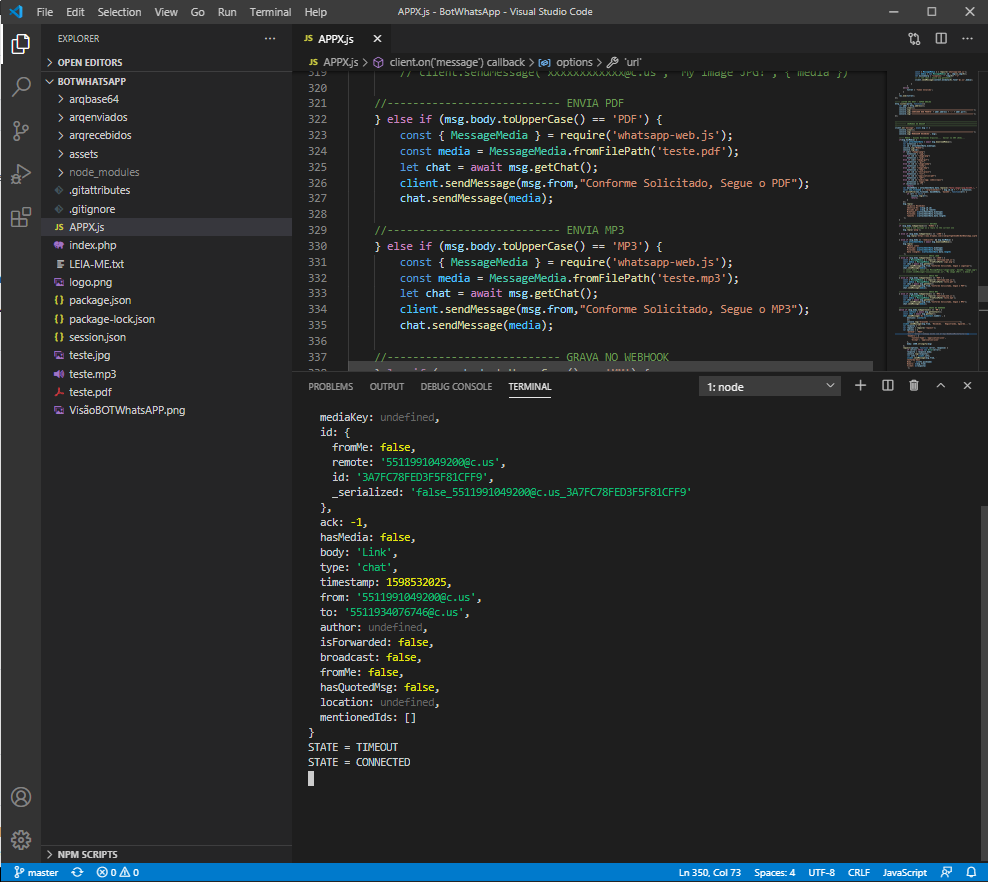 File Edit Selection View Go Run Terminal Help APPX.js - BotWhatsApp - Visual Studio Code
EXPLORER
OPEN EDITORS
BOTWHATSAPP
arqbase64
arqenviados
arqrecebidos
assets
node_modules
.gitattributes
.gitignore
JS APPX.js
index.php
LEIA-ME.txt
logo.png
{} package.json
{} package-lock.json
{} session.json
teste.jpg
teste.mp3
teste.pdf
VisãoBOTWhatsAPP.png
NPM SCRIPTS
JS APPX.js
JS APPX.js > client.on('message') callback > options > 'url'
319 // client.sendMessage('xxxxxxxxxxxx@c.us', 'My Image JPG!', { media })
320
321 //--------------------------- ENVIA PDF
322 } else if (msg.body.toUpperCase() == 'PDF') {
323 const { MessageMedia } = require('whatsapp-web.js');
324 const media = MessageMedia.fromFilePath('teste.pdf');
325 let chat = await msg.getChat();
326 client.sendMessage(msg.from,"Conforme Solicitado, Segue o PDF");
327 chat.sendMessage(media);
328
329 //--------------------------- ENVIA MP3
330 } else if (msg.body.toUpperCase() == 'MP3') {
331 const { MessageMedia } = require('whatsapp-web.js');
332 const media = MessageMedia.fromFilePath('teste.mp3');
333 let chat = await msg.getChat();
334 client.sendMessage(msg.from,"Conforme Solicitado, Segue o MP3");
335 chat.sendMessage(media);
336
337 //--------------------------- GRAVA NO WEBHOOK
PROBLEMS OUTPUT DEBUG CONSOLE TERMINAL 1: node
mediaKey: undefined,
id: {
fromMe: false,
remote: '5511991049200@c.us',
id: '3A7FC78FED3F5F81CFF9',
_serialized: 'false_5511991049200@c.us_3A7FC78FED3F5F81CFF9'
},
ack: -1,
hasMedia: false,
body: 'Link',
type: 'chat',
timestamp: 1598532025,
from: '5511991049200@c.us',
to: '5511934076746@c.us',
author: undefined,
isForwarded: false,
broadcast: false,
fromMe: false,
hasQuotedMsg: false,
location: undefined,
mentionedIds: []
}
STATE = TIMEOUT
STATE = CONNECTED
master 0 0 Ln 350, Col 73 Spaces: 4 UTF-8 CRLF JavaScript